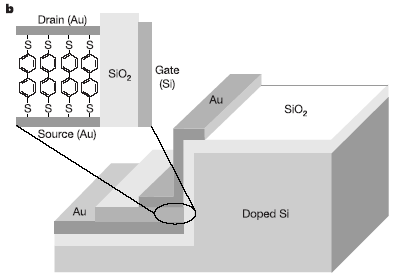 b
Drain (Au)
S S S S
SiO2
Gate
(Si)
S S S S
Source (Au)
Au
SiO2
Au
Doped Si